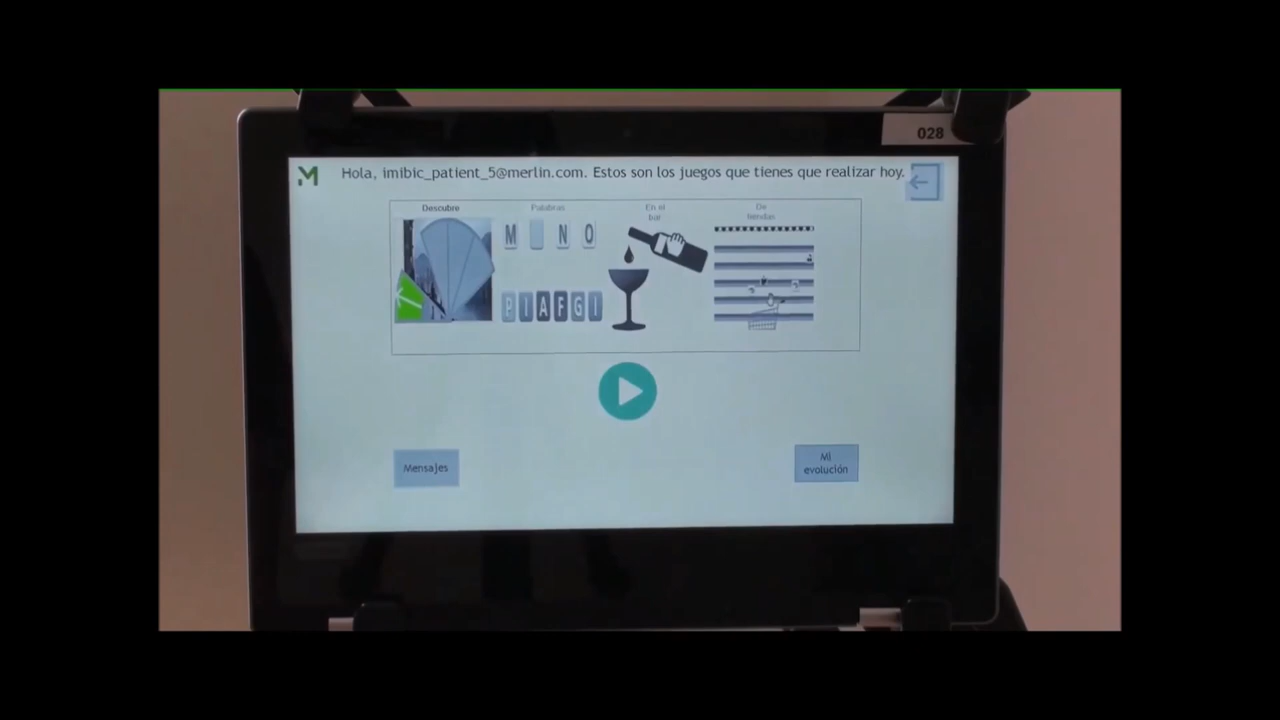 028
Hola, imibic_patient_5@merlin.com. Estos son los juegos que tienes que realizar hoy.
Descubre
Palabras
En el
bar
De
tiendas
M N O
P I A F G I
Mensajes
Mi
evolución